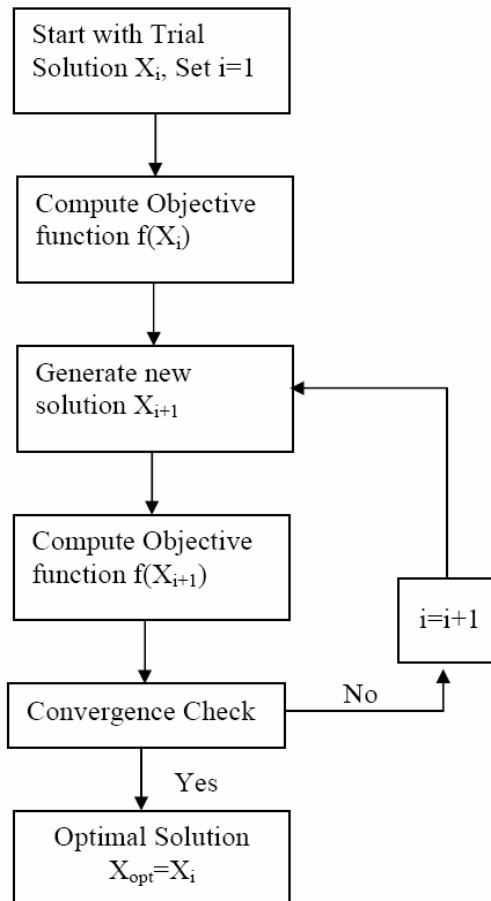 Start with Trial
Solution Xᵢ, Set i=1
Compute Objective
function f(Xᵢ)
Generate new
solution Xᵢ₊₁
Compute Objective
function f(Xᵢ₊₁)
i=i+1
Convergence Check
No
Yes
Optimal Solution
Xₒₚₜ=Xᵢ